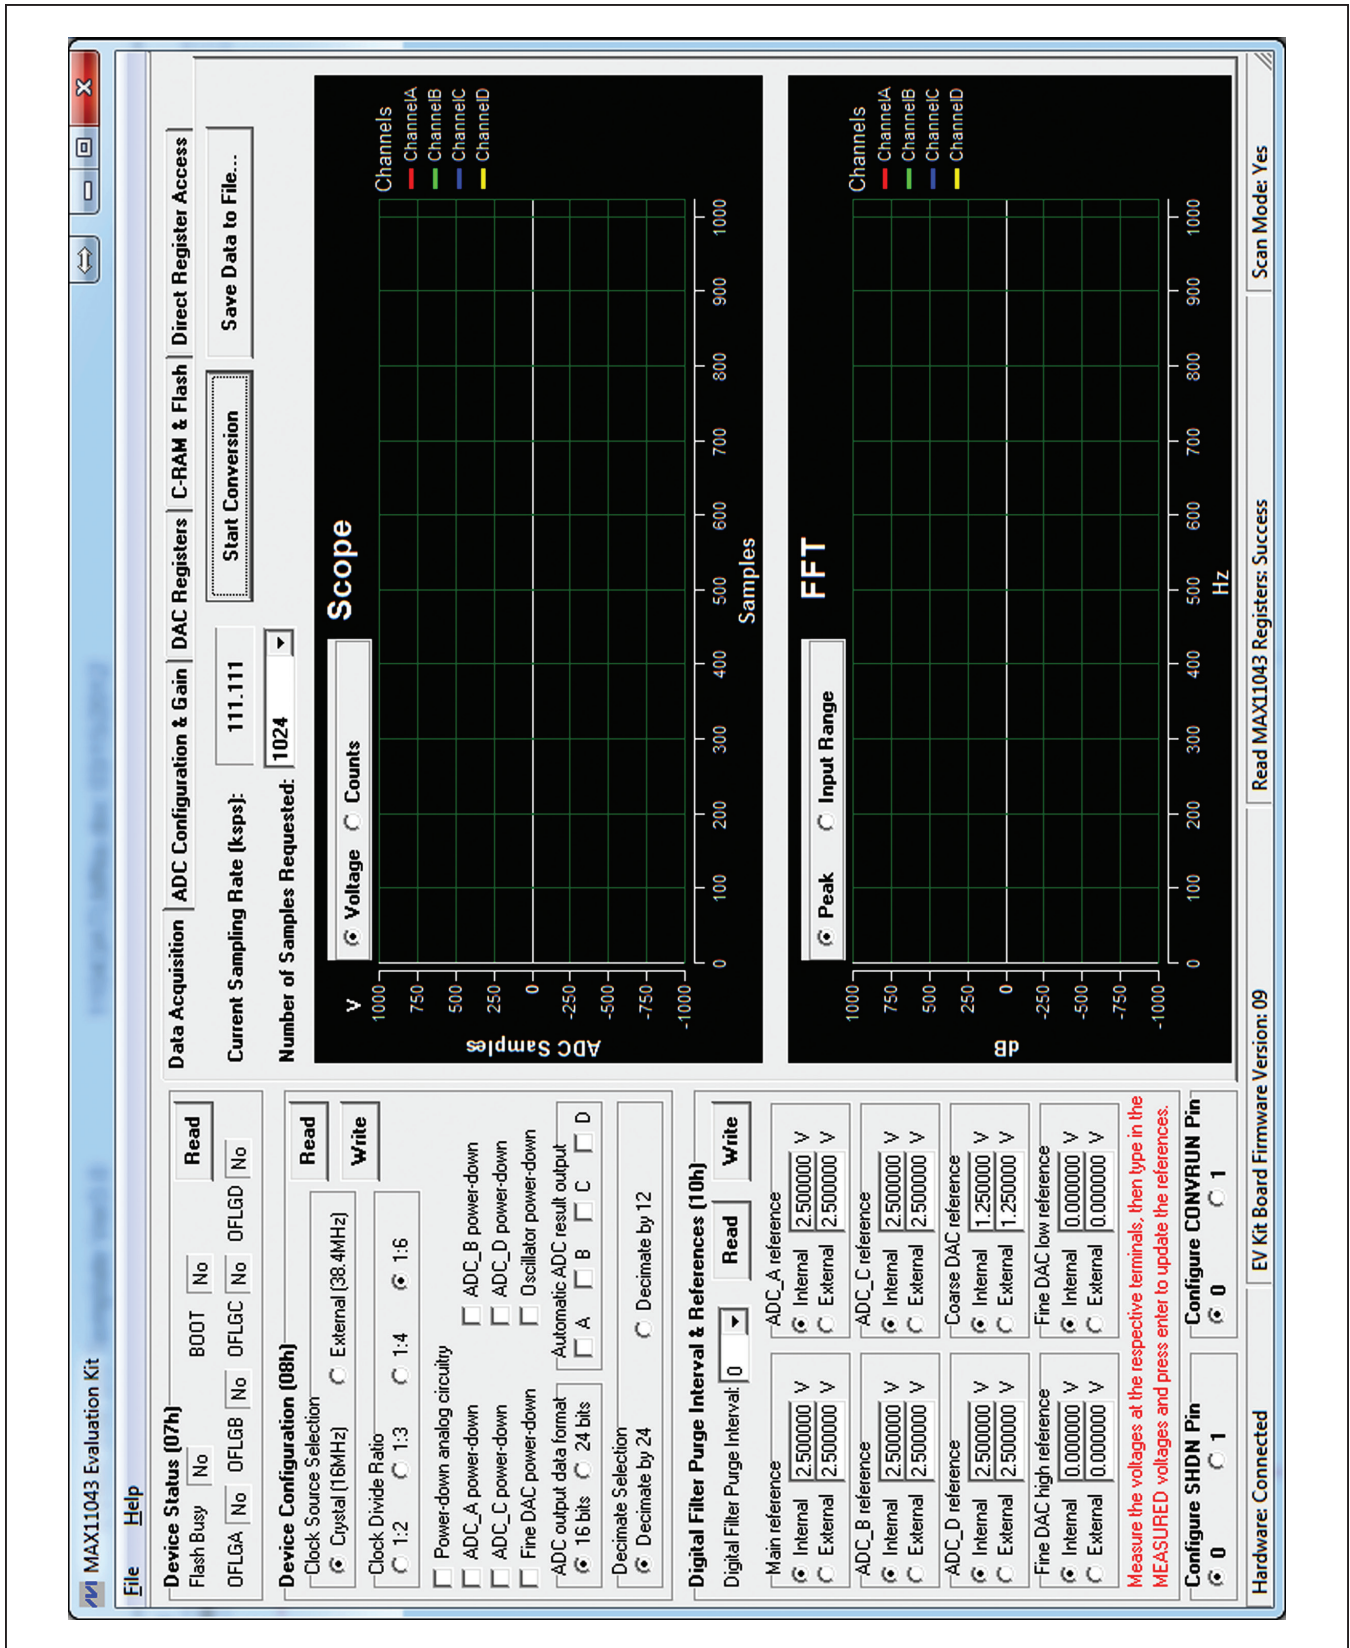 MAX11043 Evaluation Kit
File Help
Device Status (07h)
Flash Busy No BOOT No Read
OFLGA No OFLGB No OFLGC No OFLGD No
Device Configuration (08h)
Clock Source Selection
Crystal (16MHz) External (38.4MHz)
Read
Clock Divide Ratio
1:2 1:3 1:4 1:6
Write
Power-down analog circuitry
ADC_A power-down ADC_B power-down
ADC_C power-down ADC_D power-down
Fine DAC power-down Oscillator power-down
ADC output data format
16 bits 24 bits
Automatic ADC result output
A B C D
Decimate Selection
Decimate by 24 Decimate by 12
Digital Filter Purge Interval & References (10h)
Digital Filter Purge Interval: 0 Read Write
Main reference
Internal 2.500000 V
External 2.500000 V
ADC_A reference
Internal 2.500000 V
External 2.500000 V
ADC_B reference
Internal 2.500000 V
External 2.500000 V
ADC_C reference
Internal 2.500000 V
External 2.500000 V
ADC_D reference
Internal 2.500000 V
External 2.500000 V
Coarse DAC reference
Internal 1.250000 V
External 1.250000 V
Fine DAC high reference
Internal 0.000000 V
External 0.000000 V
Fine DAC low reference
Internal 0.000000 V
External 0.000000 V
Measure the voltages at the respective terminals, then type in the
MEASURED voltages and press enter to update the references.
Configure SHDN Pin
0 1
Configure CONVRUN Pin
0 1
Data Acquisition ADC Configuration & Gain DAC Registers C-RAM & Flash Direct Register Access
Current Sampling Rate (ksps): 111.111 Start Conversion Save Data to File...
Number of Samples Requested: 1024
Scope
Voltage Counts
V
Channels
ChannelA
ChannelB
ChannelC
ChannelD
ADC Samples
1000
750
500
250
0
-250
-500
-750
-1000
0 100 200 300 400 500 600 700 800 900 1000
Samples
FFT
Peak Input Range
Channels
ChannelA
ChannelB
ChannelC
ChannelD
dB
1000
750
500
250
0
-250
-500
-750
-1000
0 100 200 300 400 500 600 700 800 900 1000
Hz
Hardware: Connected EV Kit Board Firmware Version: 09 Read MAX11043 Registers: Success Scan Mode: Yes